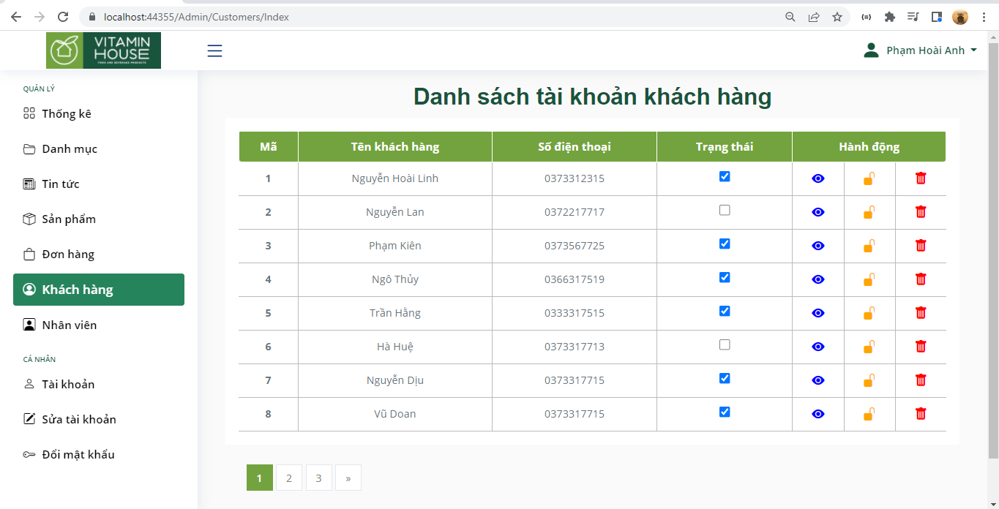 localhost:44355/Admin/Customers/Index
VITAMIN
HOUSE
FOOD AND BEVERAGE PRODUCTS
Phạm Hoài Anh
QUẢN LÝ
Thống kê
Danh mục
Tin tức
Sản phẩm
Đơn hàng
Khách hàng
Nhân viên
CÁ NHÂN
Tài khoản
Sửa tài khoản
Đổi mật khẩu
Danh sách tài khoản khách hàng
Mã Tên khách hàng Số điện thoại Trạng thái Hành động
1 Nguyễn Hoài Linh 0373312315
2 Nguyễn Lan 0372217717
3 Phạm Kiên 0373567725
4 Ngô Thủy 0366317519
5 Trần Hằng 0333317515
6 Hà Huệ 0373317713
7 Nguyễn Dịu 0373317715
8 Vũ Doan 0373317715
1 2 3 »